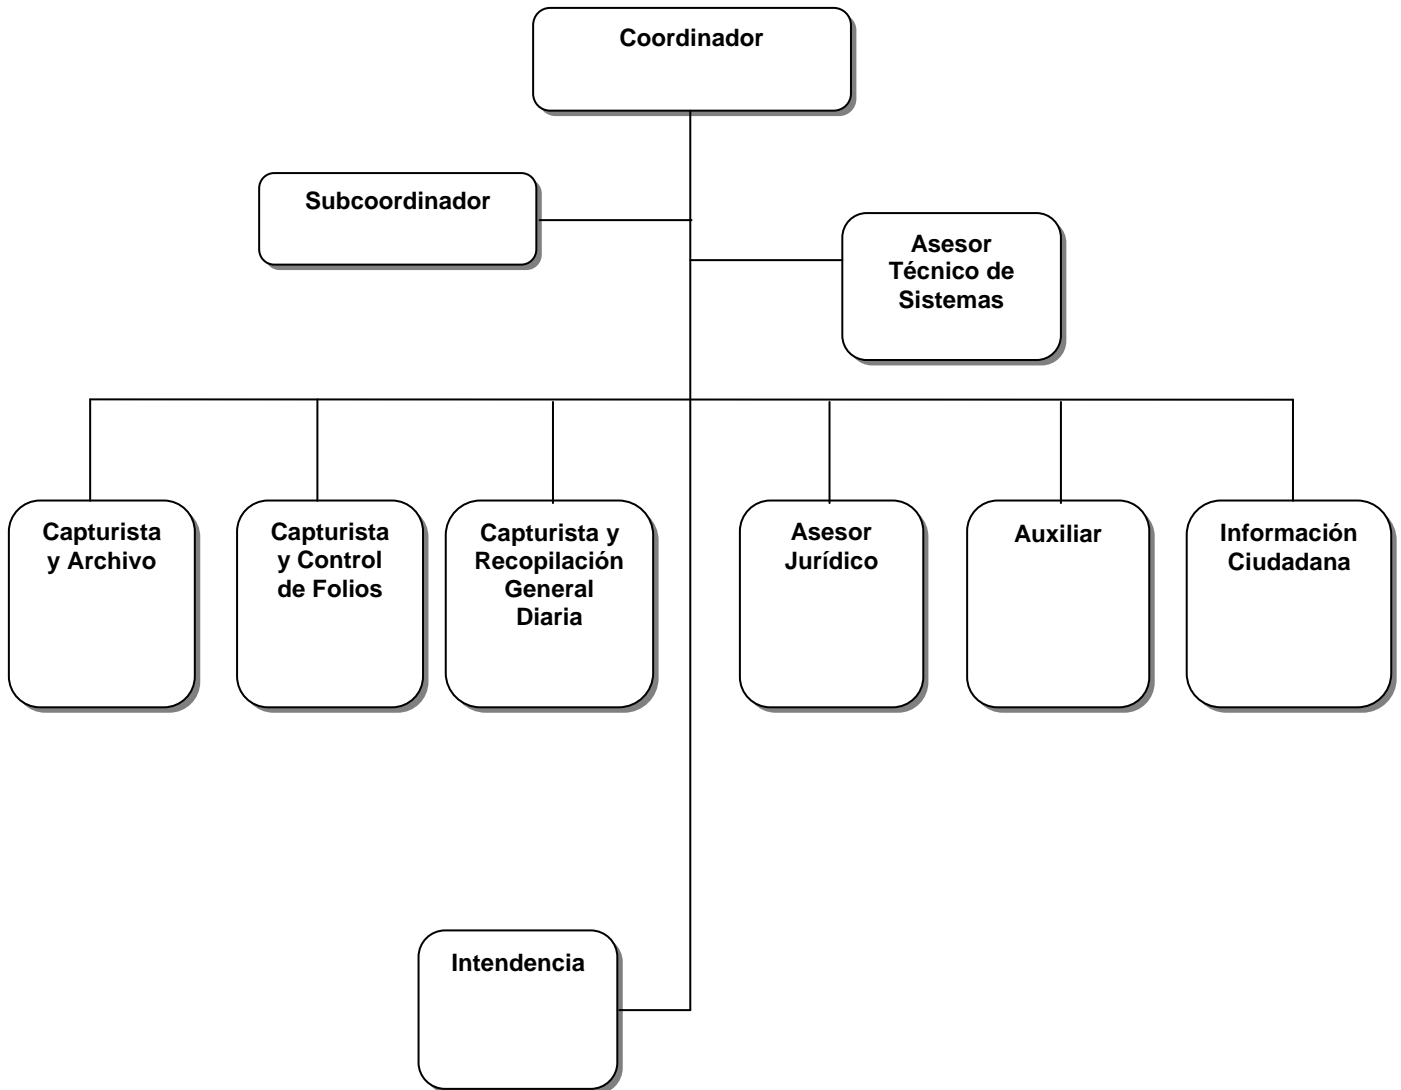 Coordinador
Subcoordinador
Asesor
Técnico de
Sistemas
Capturista
y Archivo
Capturista
y Control
de Folios
Capturista y
Recopilación
General
Diaria
Asesor
Jurídico
Auxiliar
Información
Ciudadana
Intendencia